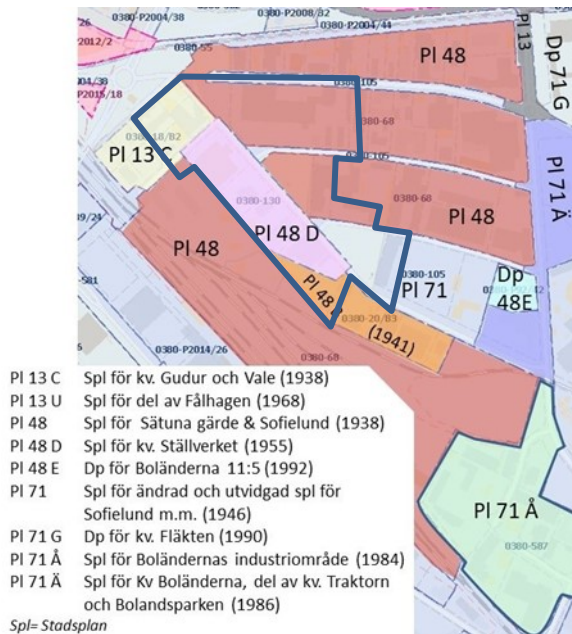 0380-P2004/38
0380-P2008/32
0380-P2004/44
Pl 13
Dp 71 G
/26
2012/2
0380-55
Pl 48
04/38
-P2015/18
0380-105
0380-18/B2
0380-68
Pl 13 C
0380-105
Pl 71 Ä
0380-130
0380-68
Pl 48
Pl 48
Pl 48 D
39/24
0380-105
Dp
48E
Pl 71
-581
Pl 48
0380-20/B3
(1941)
0380-P2014/26
0380-68
Pl 13 C Spl för kv. Gudur och Vale (1938)
Pl 13 U Spl för del av Fålhagen (1968)
Pl 48 Spl för Sätuna gärde & Sofielund (1938)
Pl 48 D Spl för kv. Ställverket (1955)
Pl 48 E Dp för Boländerna 11:5 (1992)
Pl 71 Spl för ändrad och utvidgad spl för
Sofielund m.m. (1946)
Pl 71 G Dp för kv. Fläkten (1990)
Pl 71 Å Spl för Boländernas industriområde (1984)
Pl 71 Ä Spl för Kv Boländerna, del av kv. Traktorn
och Bolandsparken (1986)
Spl= Stadsplan
Pl 71 Å
0380-587